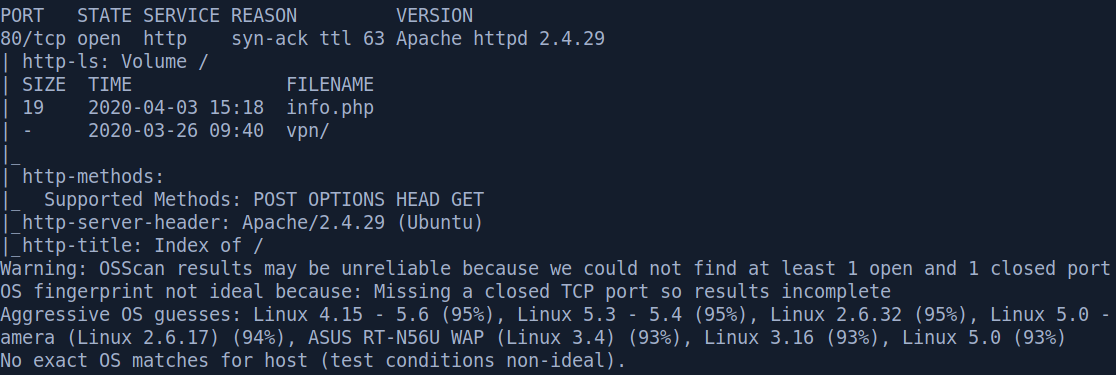 PORT   STATE SERVICE REASON         VERSION
80/tcp open  http    syn-ack ttl 63 Apache httpd 2.4.29
| http-ls: Volume /
| SIZE  TIME              FILENAME
| 19    2020-04-03 15:18  info.php
| -     2020-03-26 09:40  vpn/
|_
| http-methods:
|_  Supported Methods: POST OPTIONS HEAD GET
|_http-server-header: Apache/2.4.29 (Ubuntu)
|_http-title: Index of /
Warning: OSScan results may be unreliable because we could not find at least 1 open and 1 closed port
OS fingerprint not ideal because: Missing a closed TCP port so results incomplete
Aggressive OS guesses: Linux 4.15 - 5.6 (95%), Linux 5.3 - 5.4 (95%), Linux 2.6.32 (95%), Linux 5.0 -
amera (Linux 2.6.17) (94%), ASUS RT-N56U WAP (Linux 3.4) (93%), Linux 3.16 (93%), Linux 5.0 (93%)
No exact OS matches for host (test conditions non-ideal).